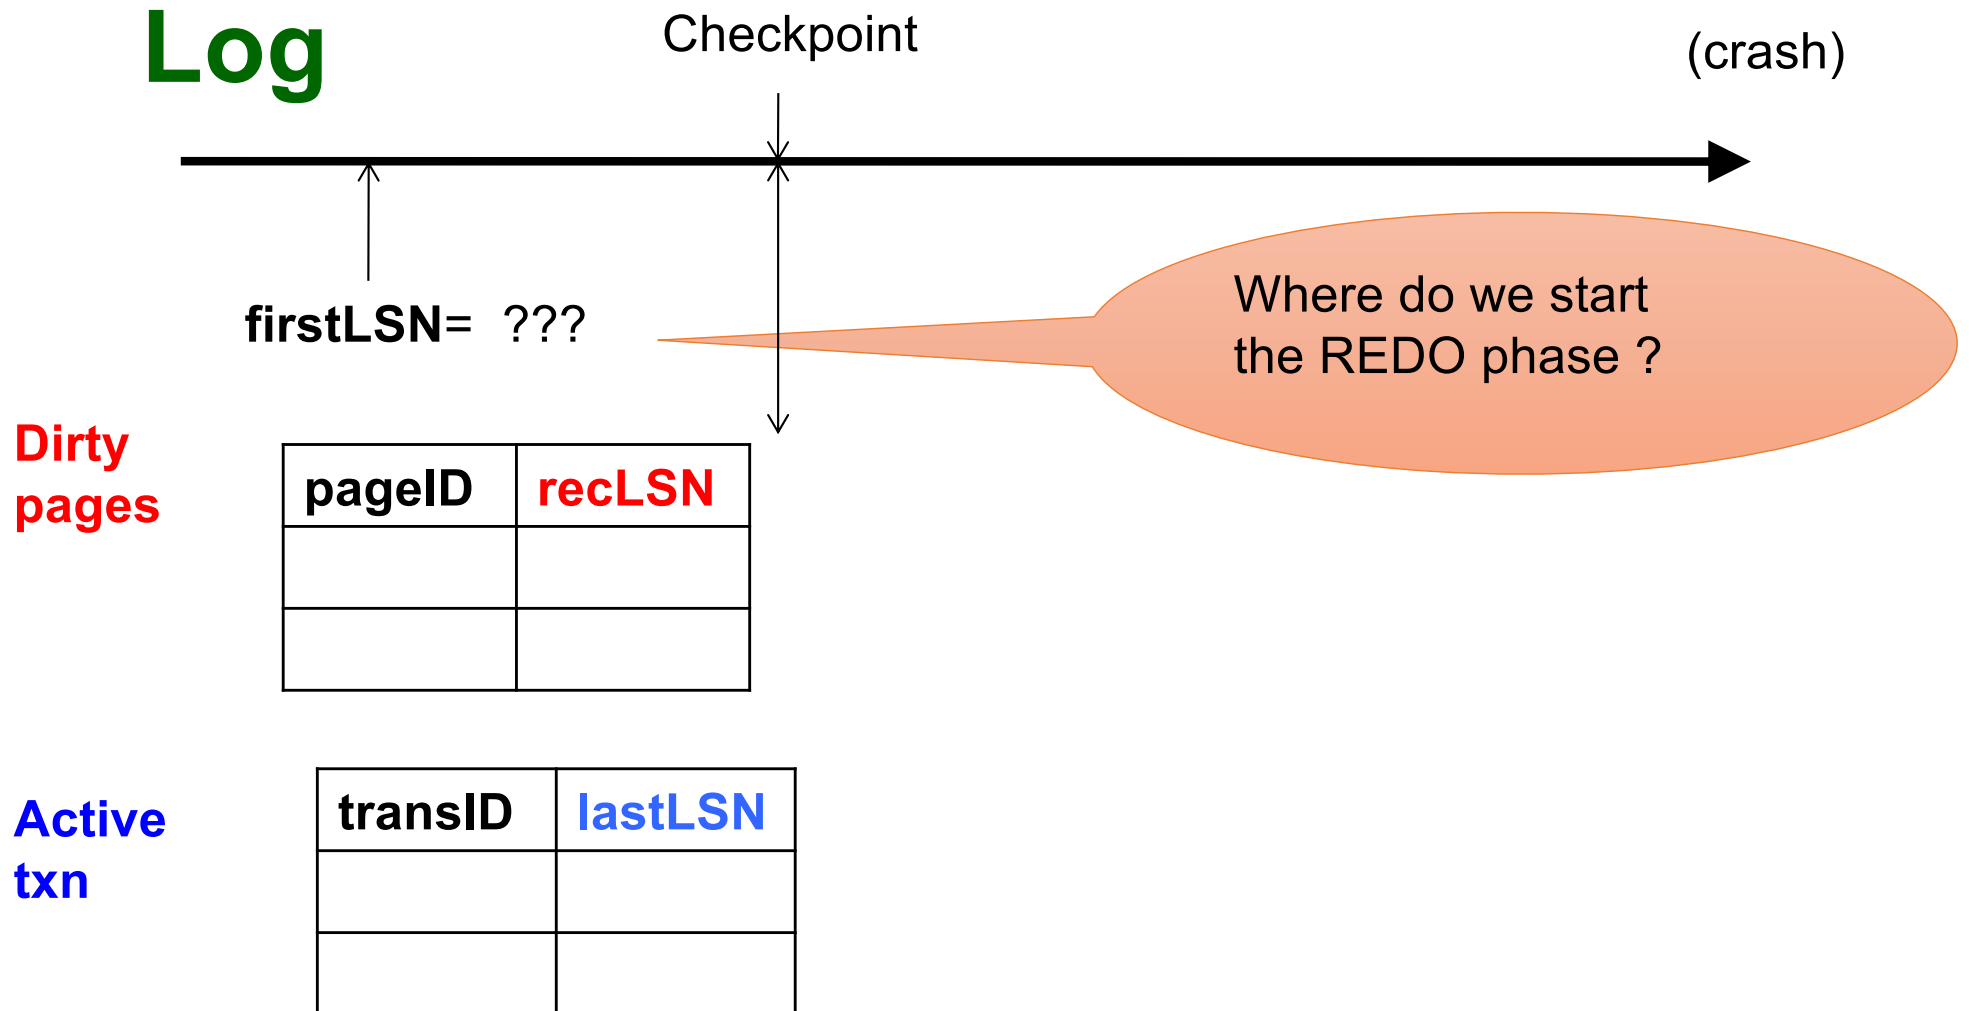 Log
Checkpoint
(crash)
firstLSN= ???
Where do we start
the REDO phase ?
Dirty
pages
pageID recLSN
Active
txn
transID lastLSN